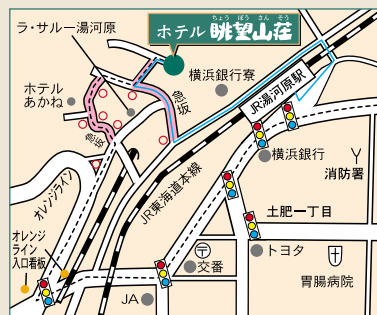 ちょう ぼう さん そう
ホテル 眺望山荘
ラ・サルー湯河原
ホテル
あかね
横浜銀行寮
JR湯河原駅
急坂
急坂
横浜銀行
消防署
オレンジライン
JR東海道本線
土肥一丁目
オレンジ
ライン
入口看板
交番
トヨタ
胃腸病院
JA